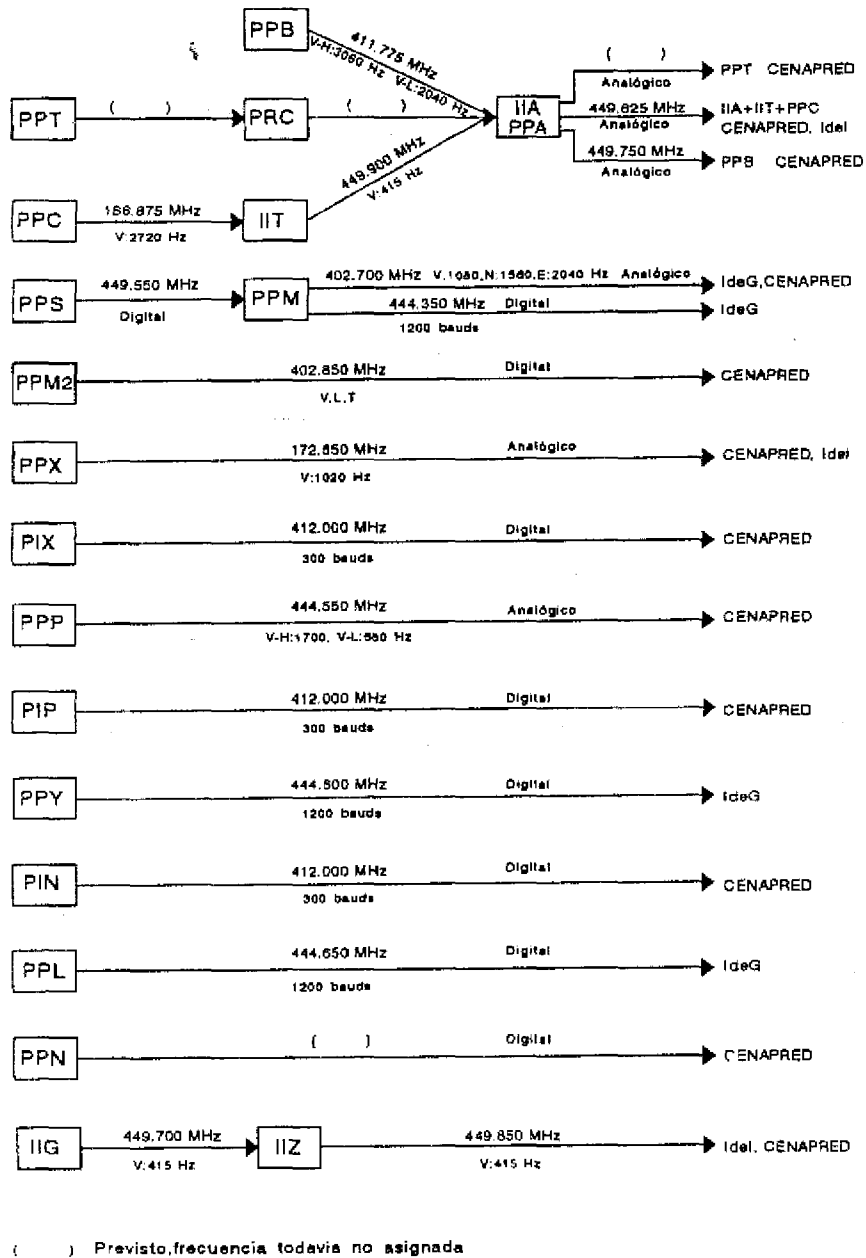 PPB
411.775 MHz
V-H:3060 Hz V-L:2040 Hz
PPT
( )
PRC
( )
IIA
PPA
( )
Analógico
PPT CENAPRED
449.625 MHz
Analógico
IIA+IIT+PPC
CENAPRED, IdeI
449.750 MHz
Analógico
PPB CENAPRED
PPC
166.875 MHz
V:2720 Hz
IIT
449.900 MHz
V:415 Hz
PPS
449.550 MHz
Digital
PPM
402.700 MHz V.1080,N:1560,E:2040 Hz Analógico
IdeG,CENAPRED
444.350 MHz Digital
1200 bauds
IdeG
PPM2
402.850 MHz Digital
V.L.T
CENAPRED
PPX
172.850 MHz Analógico
V:1020 Hz
CENAPRED, IdeI
PIX
412.000 MHz Digital
300 bauds
CENAPRED
PPP
444.550 MHz Analógico
V-H:1700, V-L:680 Hz
CENAPRED
PIP
412.000 MHz Digital
300 bauds
CENAPRED
PPY
444.800 MHz Digital
1200 bauds
IdeG
PIN
412.000 MHz Digital
300 bauds
CENAPRED
PPL
444.650 MHz Digital
1200 bauds
IdeG
PPN
( ) Digital
CENAPRED
IIG
449.700 MHz
V:415 Hz
IIZ
449.850 MHz
V:415 Hz
IdeI, CENAPRED
( ) Previsto,frecuencia todavia no asignada